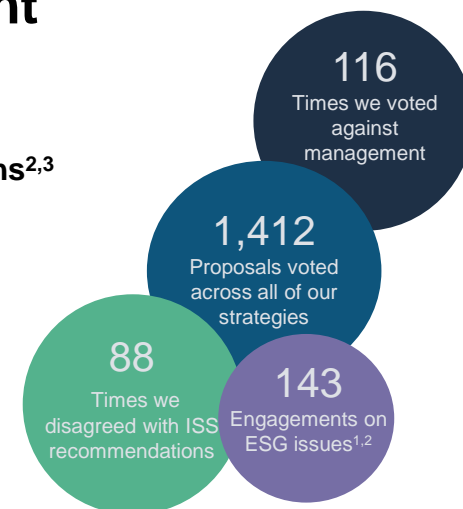 nt
116
Times we voted
against
management
ns2,3
1,412
Proposals voted
across all of our
strategies
88
Times we
disagreed with ISS
recommendations
143
Engagements on
ESG issues1,2